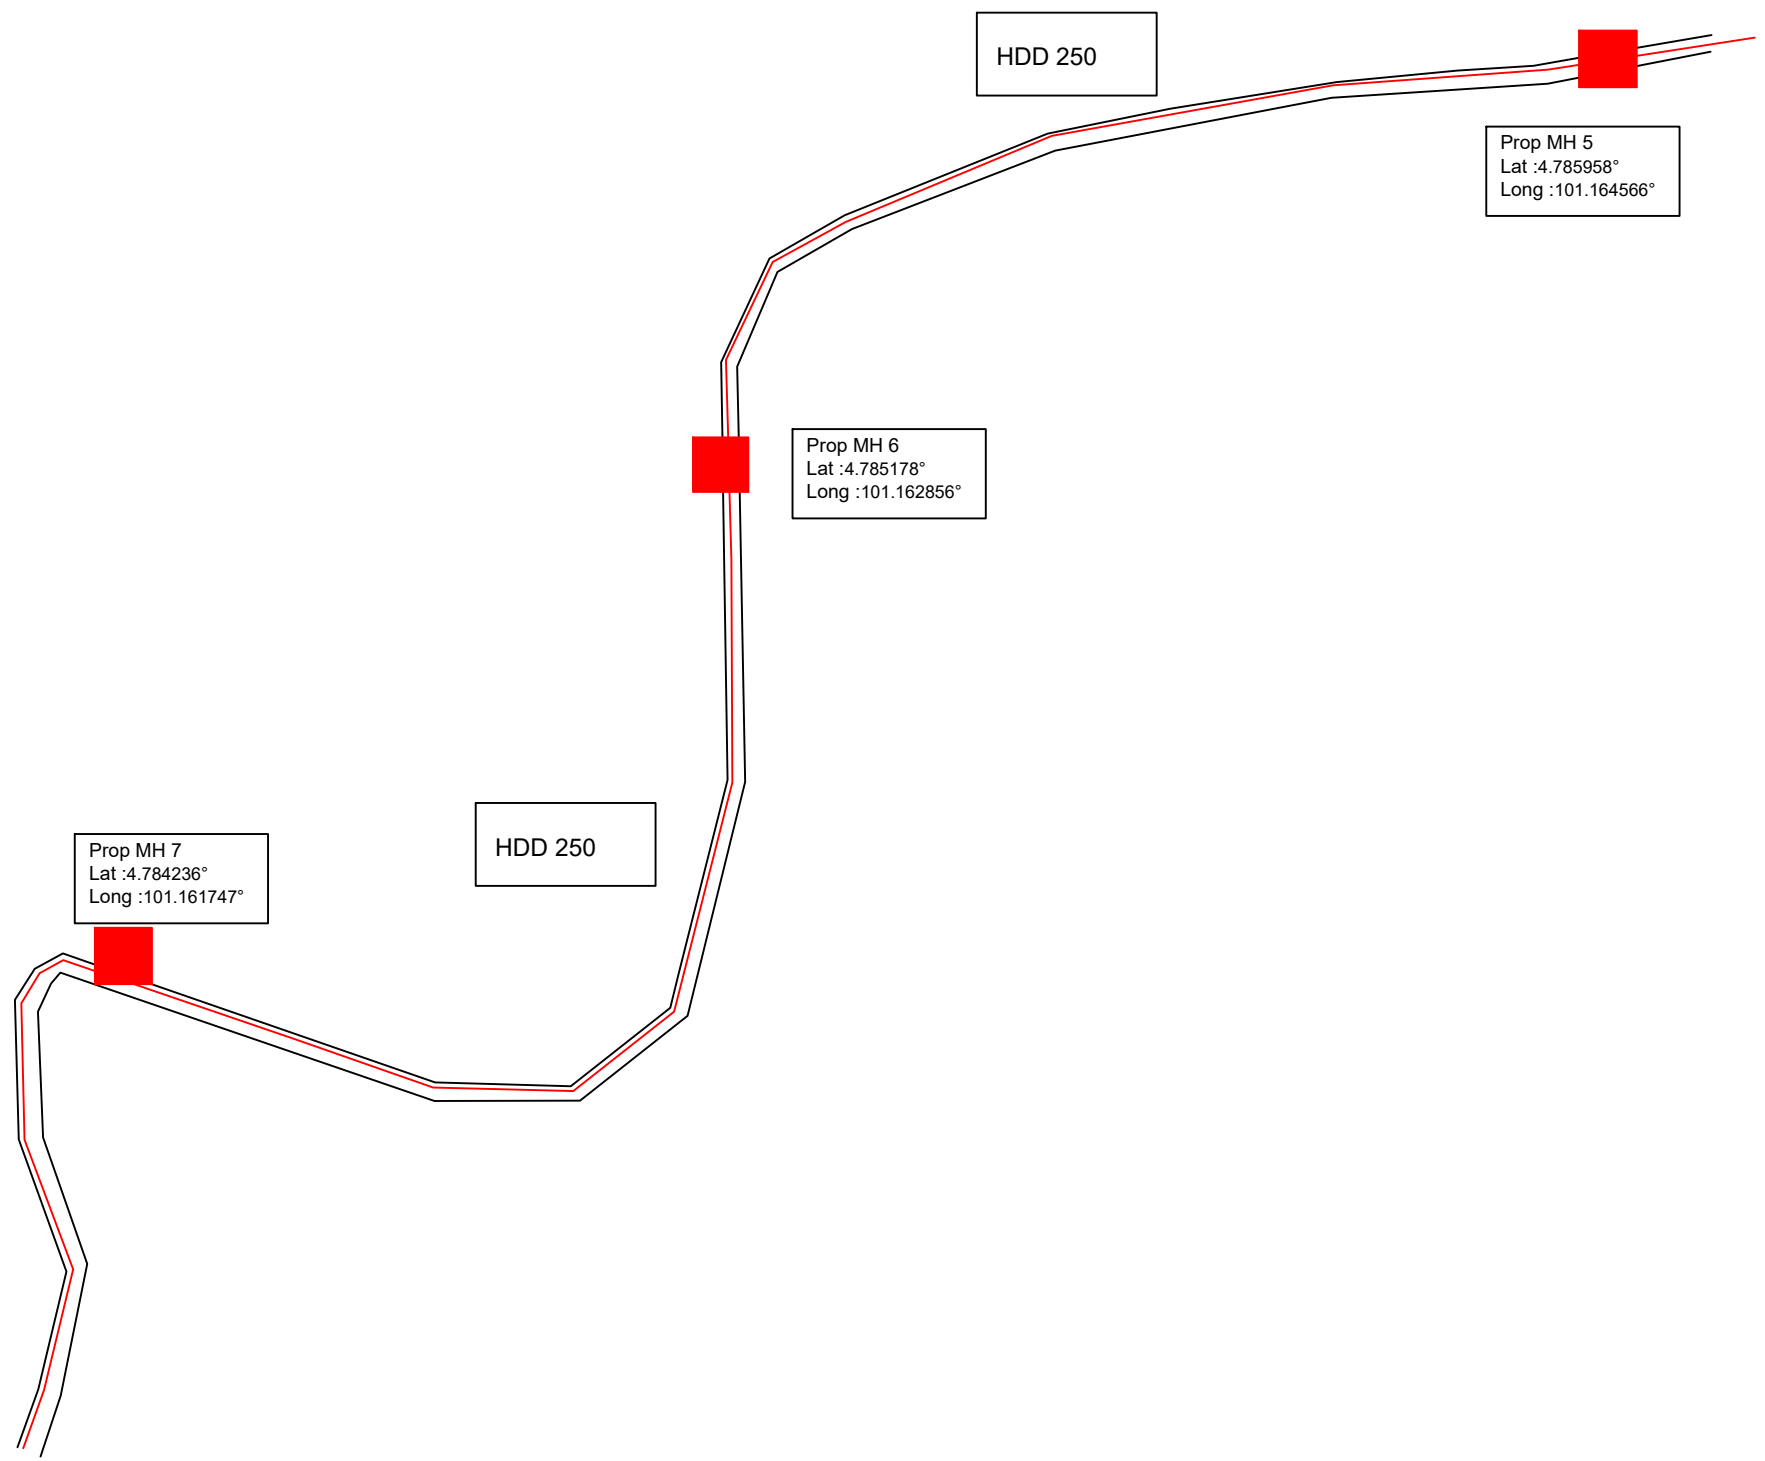 HDD 250
Prop MH 5
Lat :4.785958°
Long :101.164566°
Prop MH 6
Lat :4.785178°
Long :101.162856°
HDD 250
Prop MH 7
Lat :4.784236°
Long :101.161747°